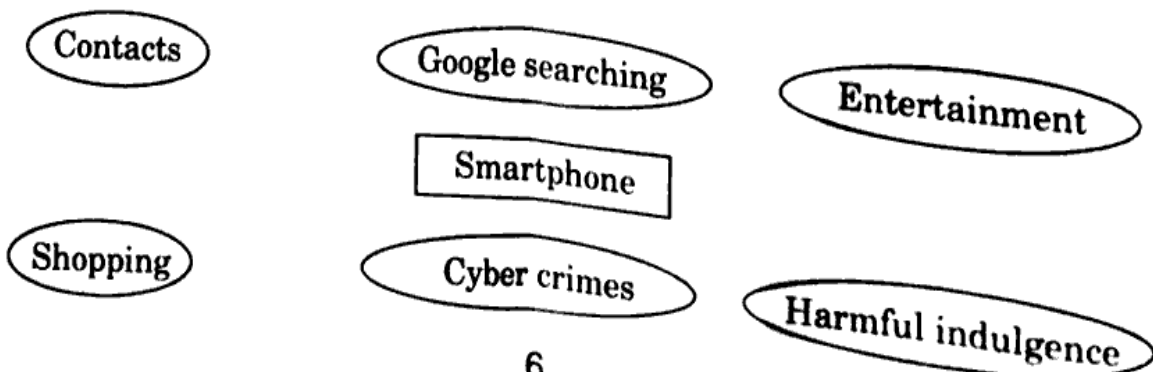 Contacts
Google searching
Entertainment
Smartphone
Shopping
Cyber crimes
Harmful indulgence
6